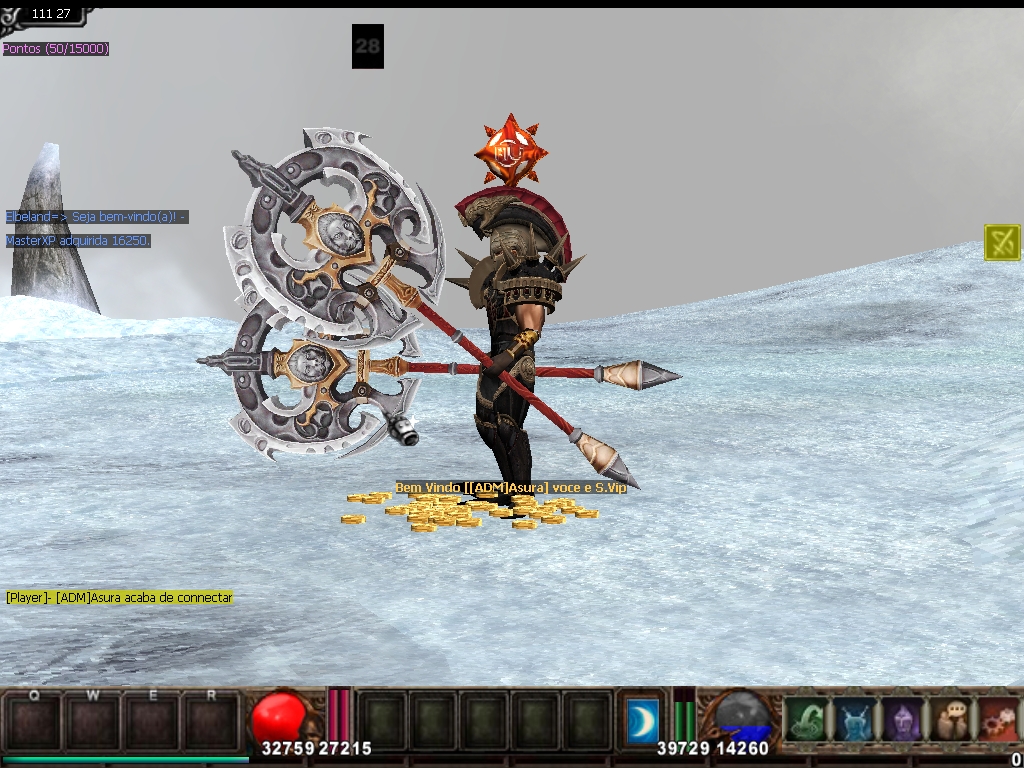 111 27
Pontos (50/15000)
28
MU
Elbeland=> Seja bem-vindo(a)! -
MasterXP adquirida 16250.
Bem Vindo [[ADM]Asura] voce e S.Vip
[Player]- [ADM]Asura acaba de connectar
Q W E R
32759 27215 39729 14260
0